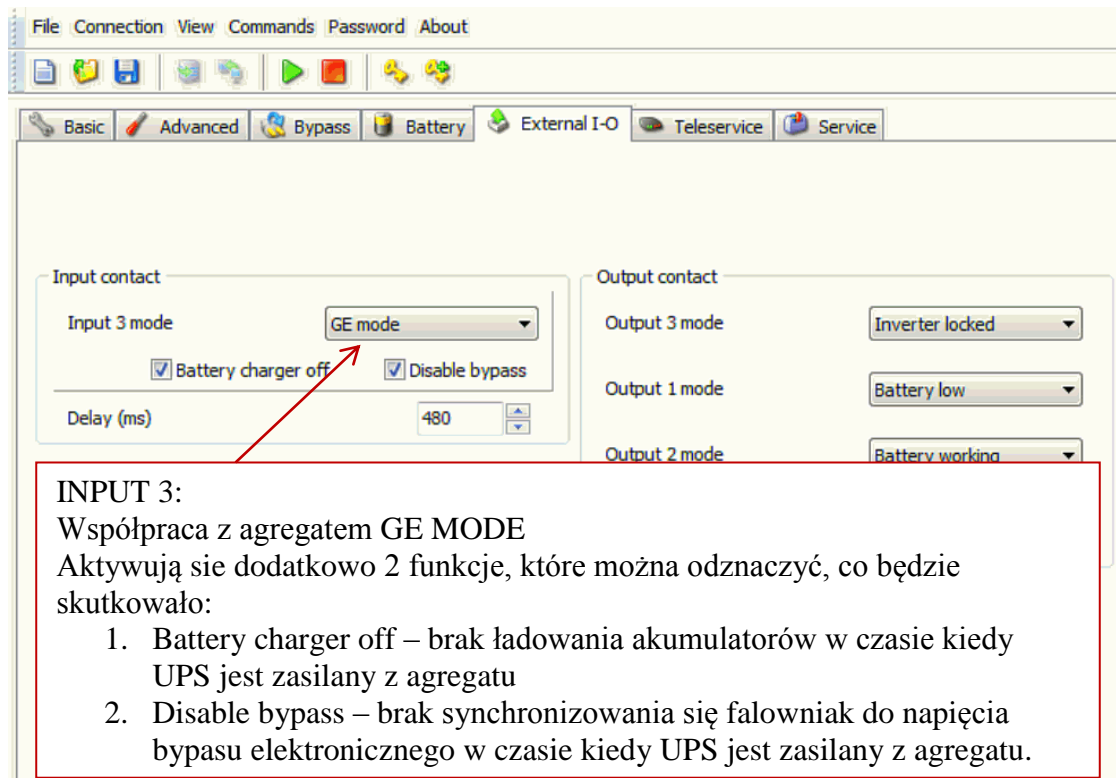 File Connection View Commands Password About
Basic Advanced Bypass Battery External I-O Teleservice Service
Input contact
Input 3 mode GE mode
Battery charger off Disable bypass
Delay (ms) 480
Output contact
Output 3 mode Inverter locked
Output 1 mode Battery low
Output 2 mode Battery working
INPUT 3:
Współpraca z agregatem GE MODE
Aktywują sie dodatkowo 2 funkcje, które można odznaczyć, co będzie
skutkowało:
1. Battery charger off – brak ładowania akumulatorów w czasie kiedy
UPS jest zasilany z agregatu
2. Disable bypass – brak synchronizowania się falowniak do napięcia
bypasu elektronicznego w czasie kiedy UPS jest zasilany z agregatu.